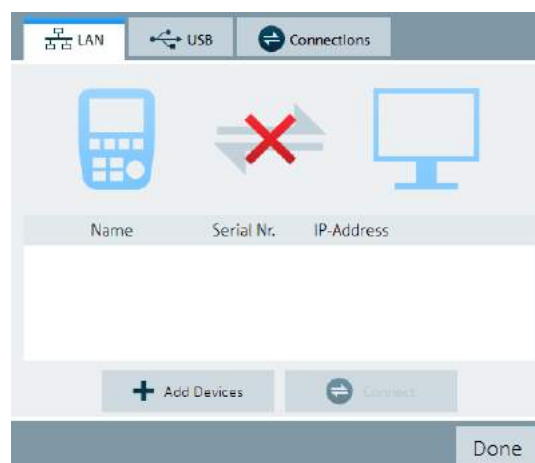 LAN USB Connections
Name Serial Nr. IP-Address
Add Devices Connect
Done